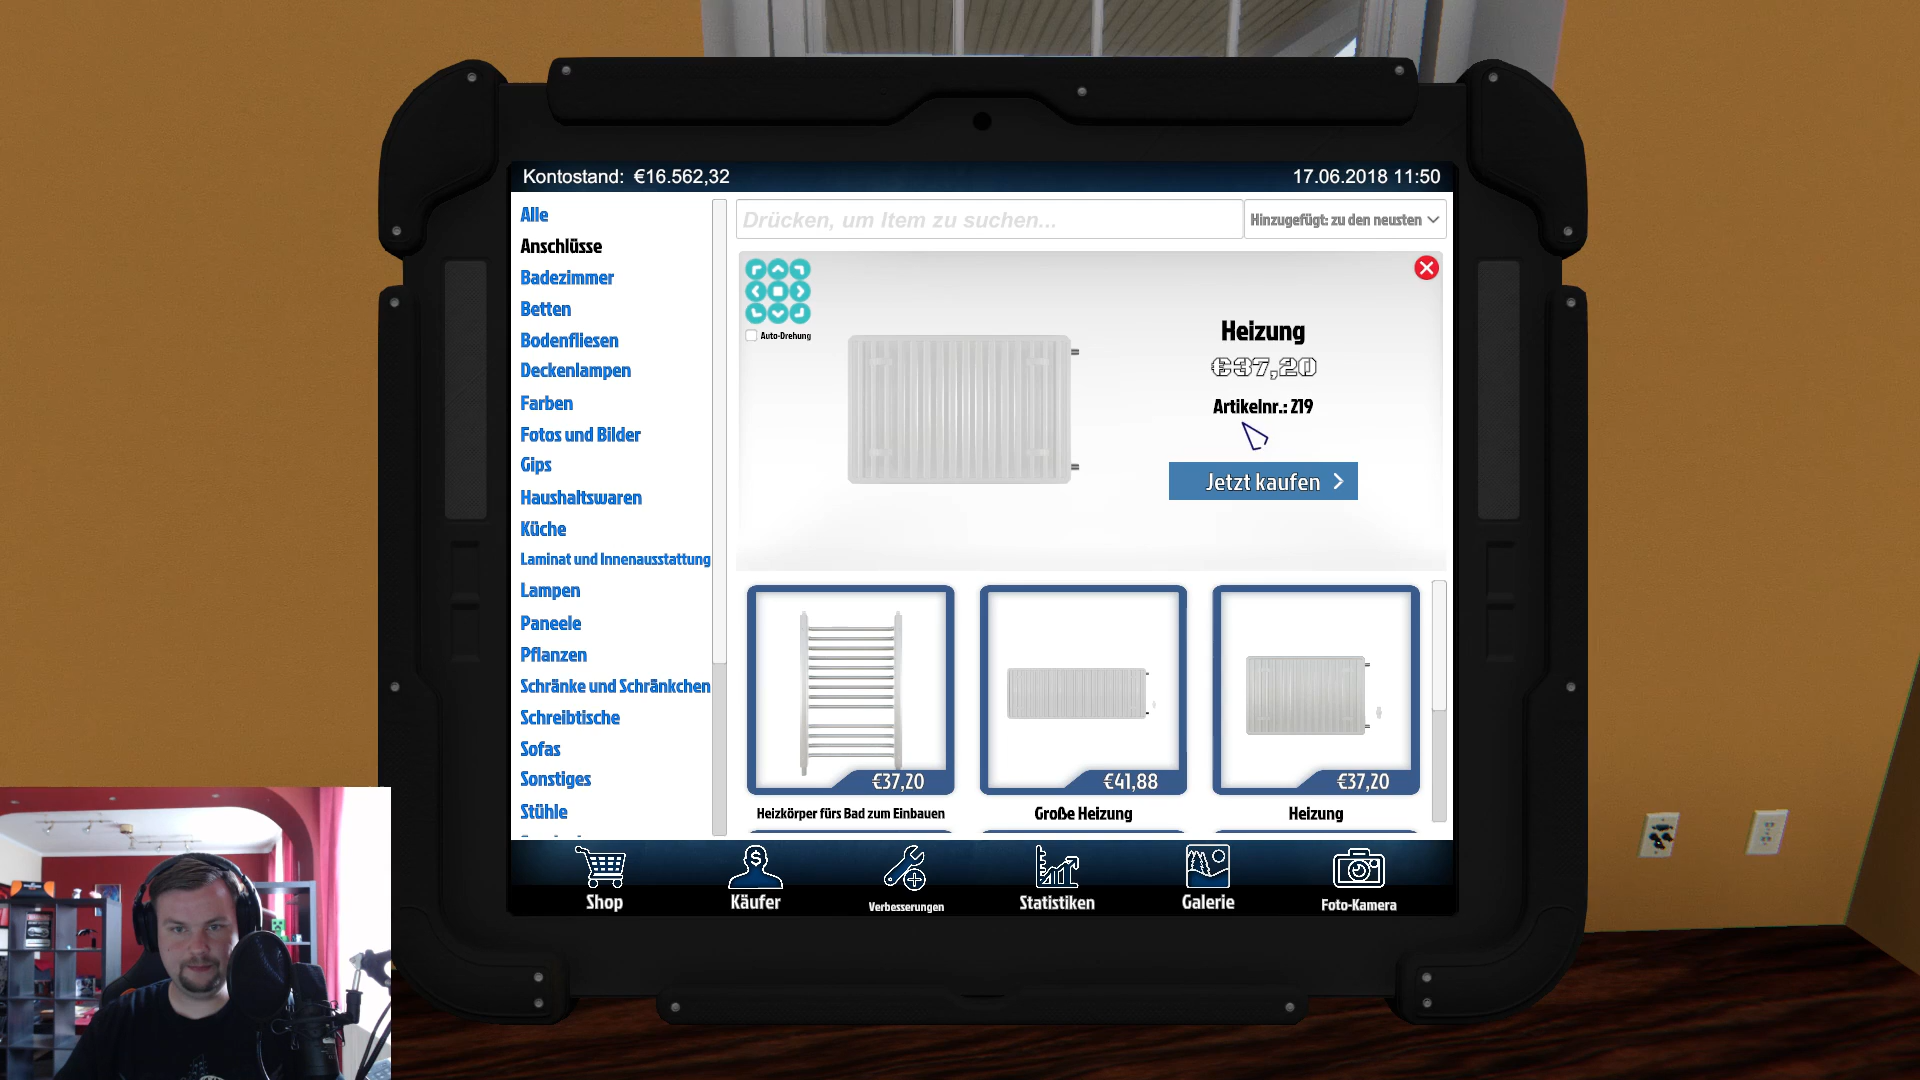 Kontostand: €16.562,32
17.06.2018 11:50
Alle
Anschlüsse
Badezimmer
Betten
Bodenfliesen
Deckenlampen
Farben
Fotos und Bilder
Gips
Haushaltswaren
Küche
Laminat und Innenausstattung
Lampen
Paneele
Pflanzen
Schränke und Schränkchen
Schreibtische
Sofas
Sonstiges
Stühle
Drücken, um Item zu suchen...
Hinzugefügt: zu den neusten
Auto-Drehung
Heizung
€37,20
Artikelnr.: 219
Jetzt kaufen
€37,20
Heizkörper fürs Bad zum Einbauen
€41,88
Große Heizung
€37,20
Heizung
Shop
Käufer
Verbesserungen
Statistiken
Galerie
Foto-Kamera